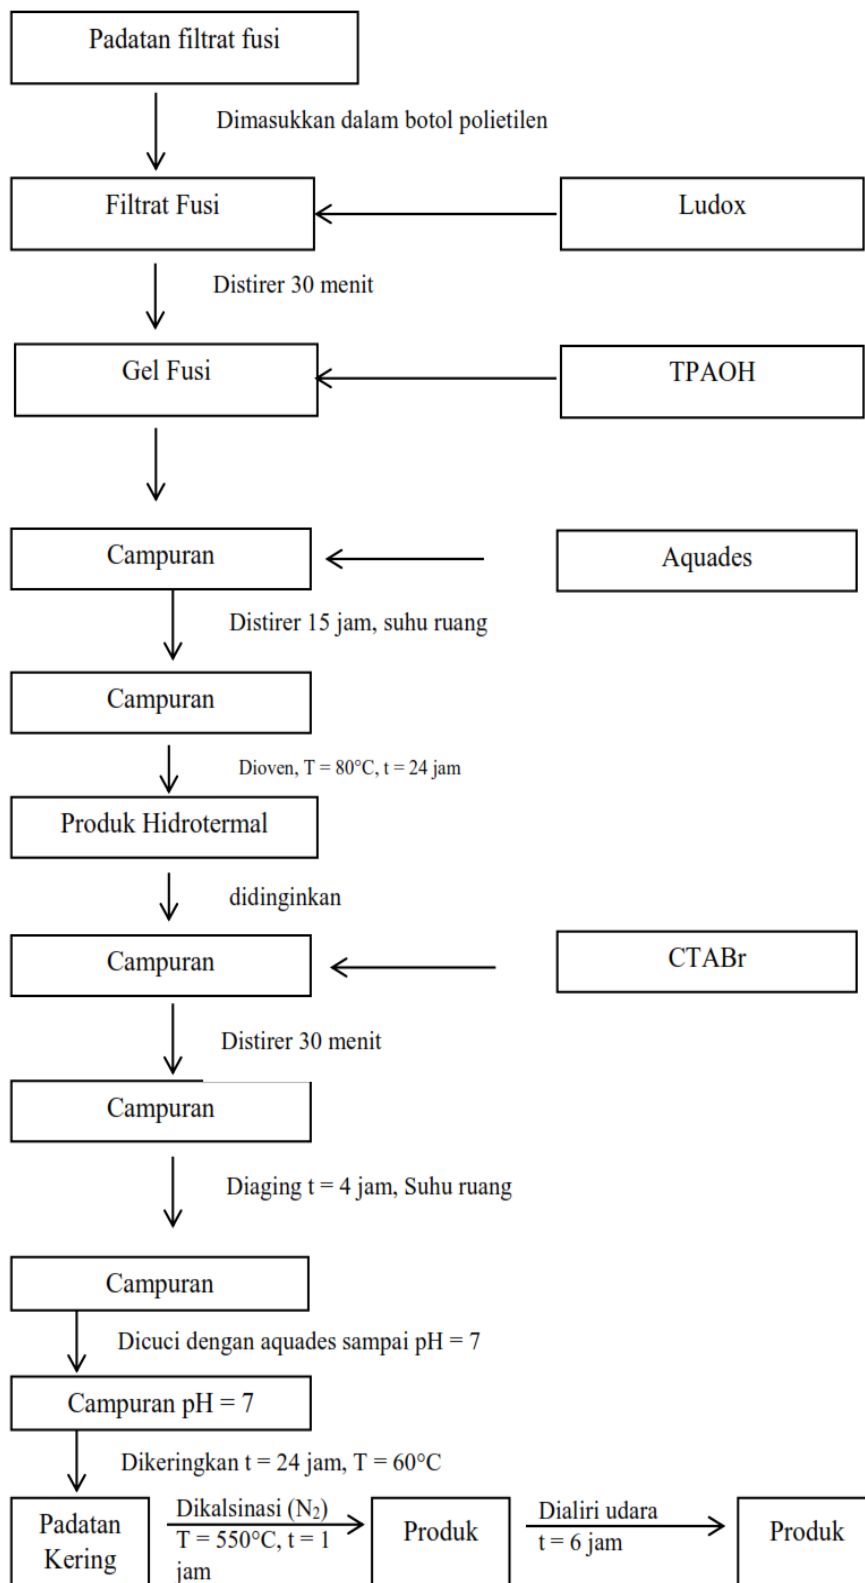 Padatan filtrat fusi
Dimasukkan dalam botol polietilen
Filtrat Fusi
Ludox
Distirer 30 menit
Gel Fusi
TPAOH
Campuran
Aquades
Distirer 15 jam, suhu ruang
Campuran
Dioven, T = 80°C, t = 24 jam
Produk Hidrotermal
didinginkan
Campuran
CTABr
Distirer 30 menit
Campuran
Diaging t = 4 jam, Suhu ruang
Campuran
Dicuci dengan aquades sampai pH = 7
Campuran pH = 7
Dikeringkan t = 24 jam, T = 60°C
Padatan
Kering
Dikalsinasi (N₂)
T = 550°C, t = 1
jam
Produk
Dialiri udara
t = 6 jam
Produk